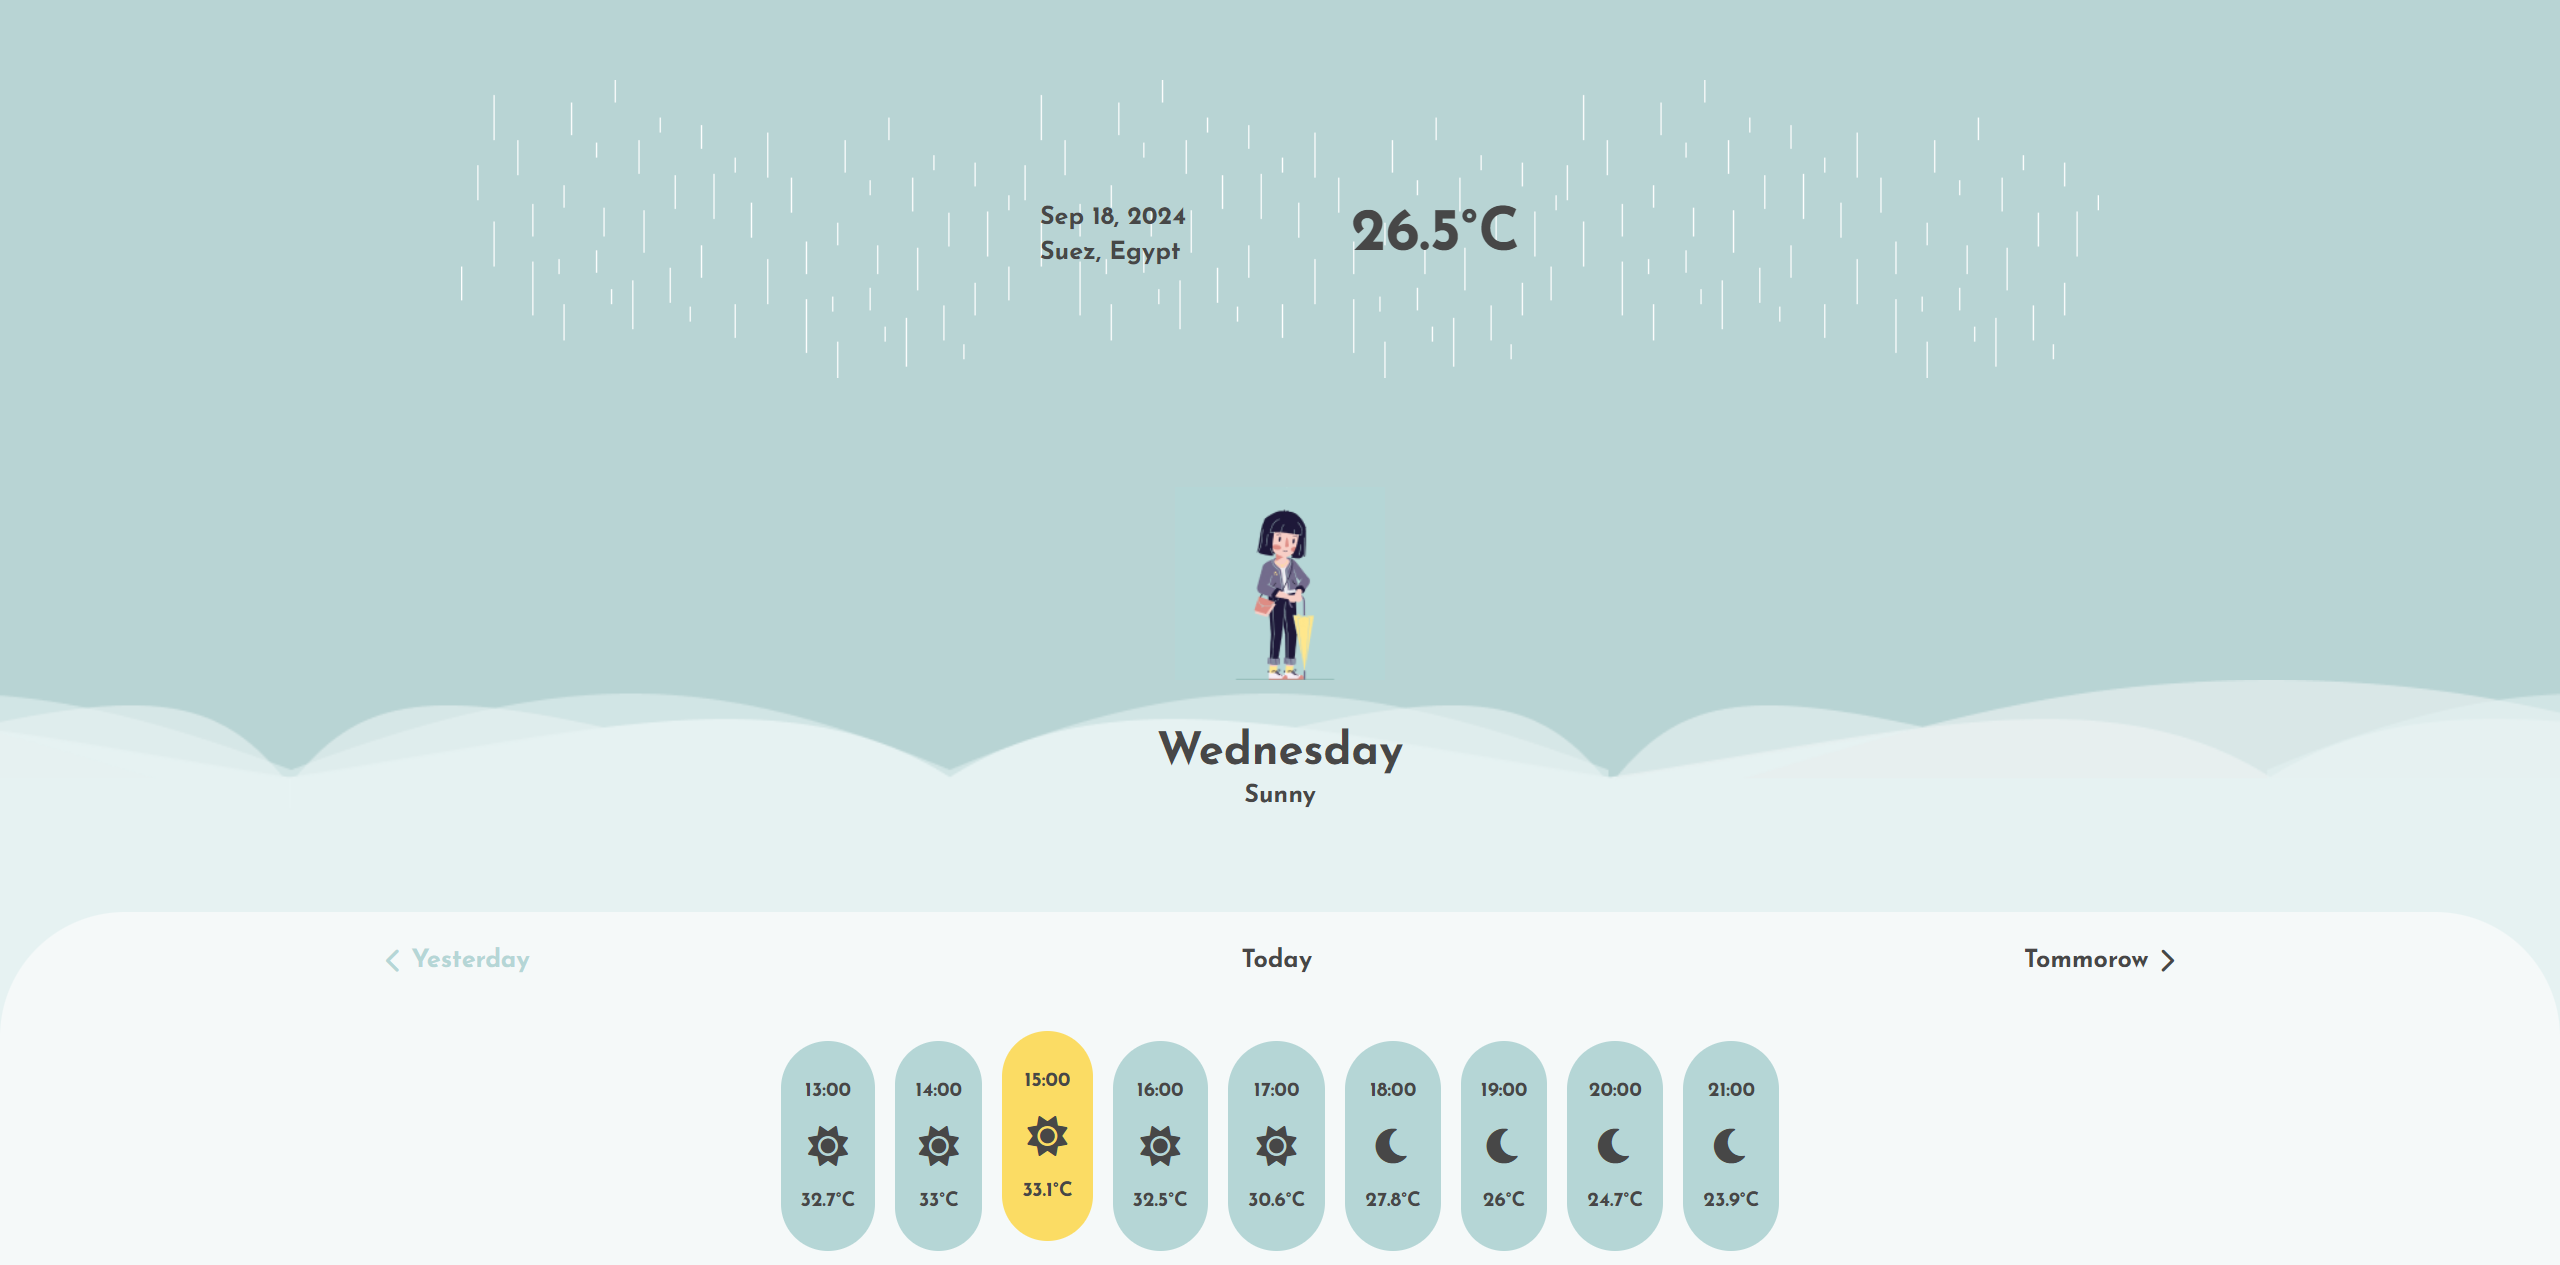 Sep 18, 2024
Suez, Egypt
26.5°C
Wednesday
Sunny
Yesterday
Today
Tommorow
13:00 14:00 15:00 16:00 17:00 18:00 19:00 20:00 21:00
32.7°C 33°C 33.1°C 32.5°C 30.6°C 27.8°C 26°C 24.7°C 23.9°C